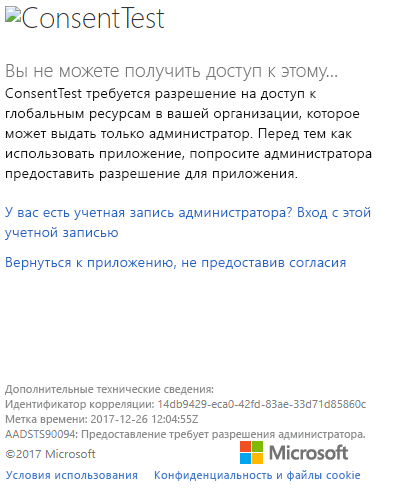 ConsentTest
Вы не можете получить доступ к этому...
ConsentTest требуется разрешение на доступ к
глобальным ресурсам в вашей организации, которое
может выдать только администратор. Перед тем как
использовать приложение, попросите администратора
предоставить разрешение для приложения.
У вас есть учетная запись администратора? Вход с этой
учетной записью
Вернуться к приложению, не предоставив согласия
Дополнительные технические сведения:
Идентификатор корреляции: 14db9429-eca0-42fd-83ae-33d71d85860c
Метка времени: 2017-12-26 12:04:55Z
AADSTS90094: Предоставление требует разрешения администратора.
©2017 Microsoft Microsoft
Условия использования Конфиденциальность и файлы cookie